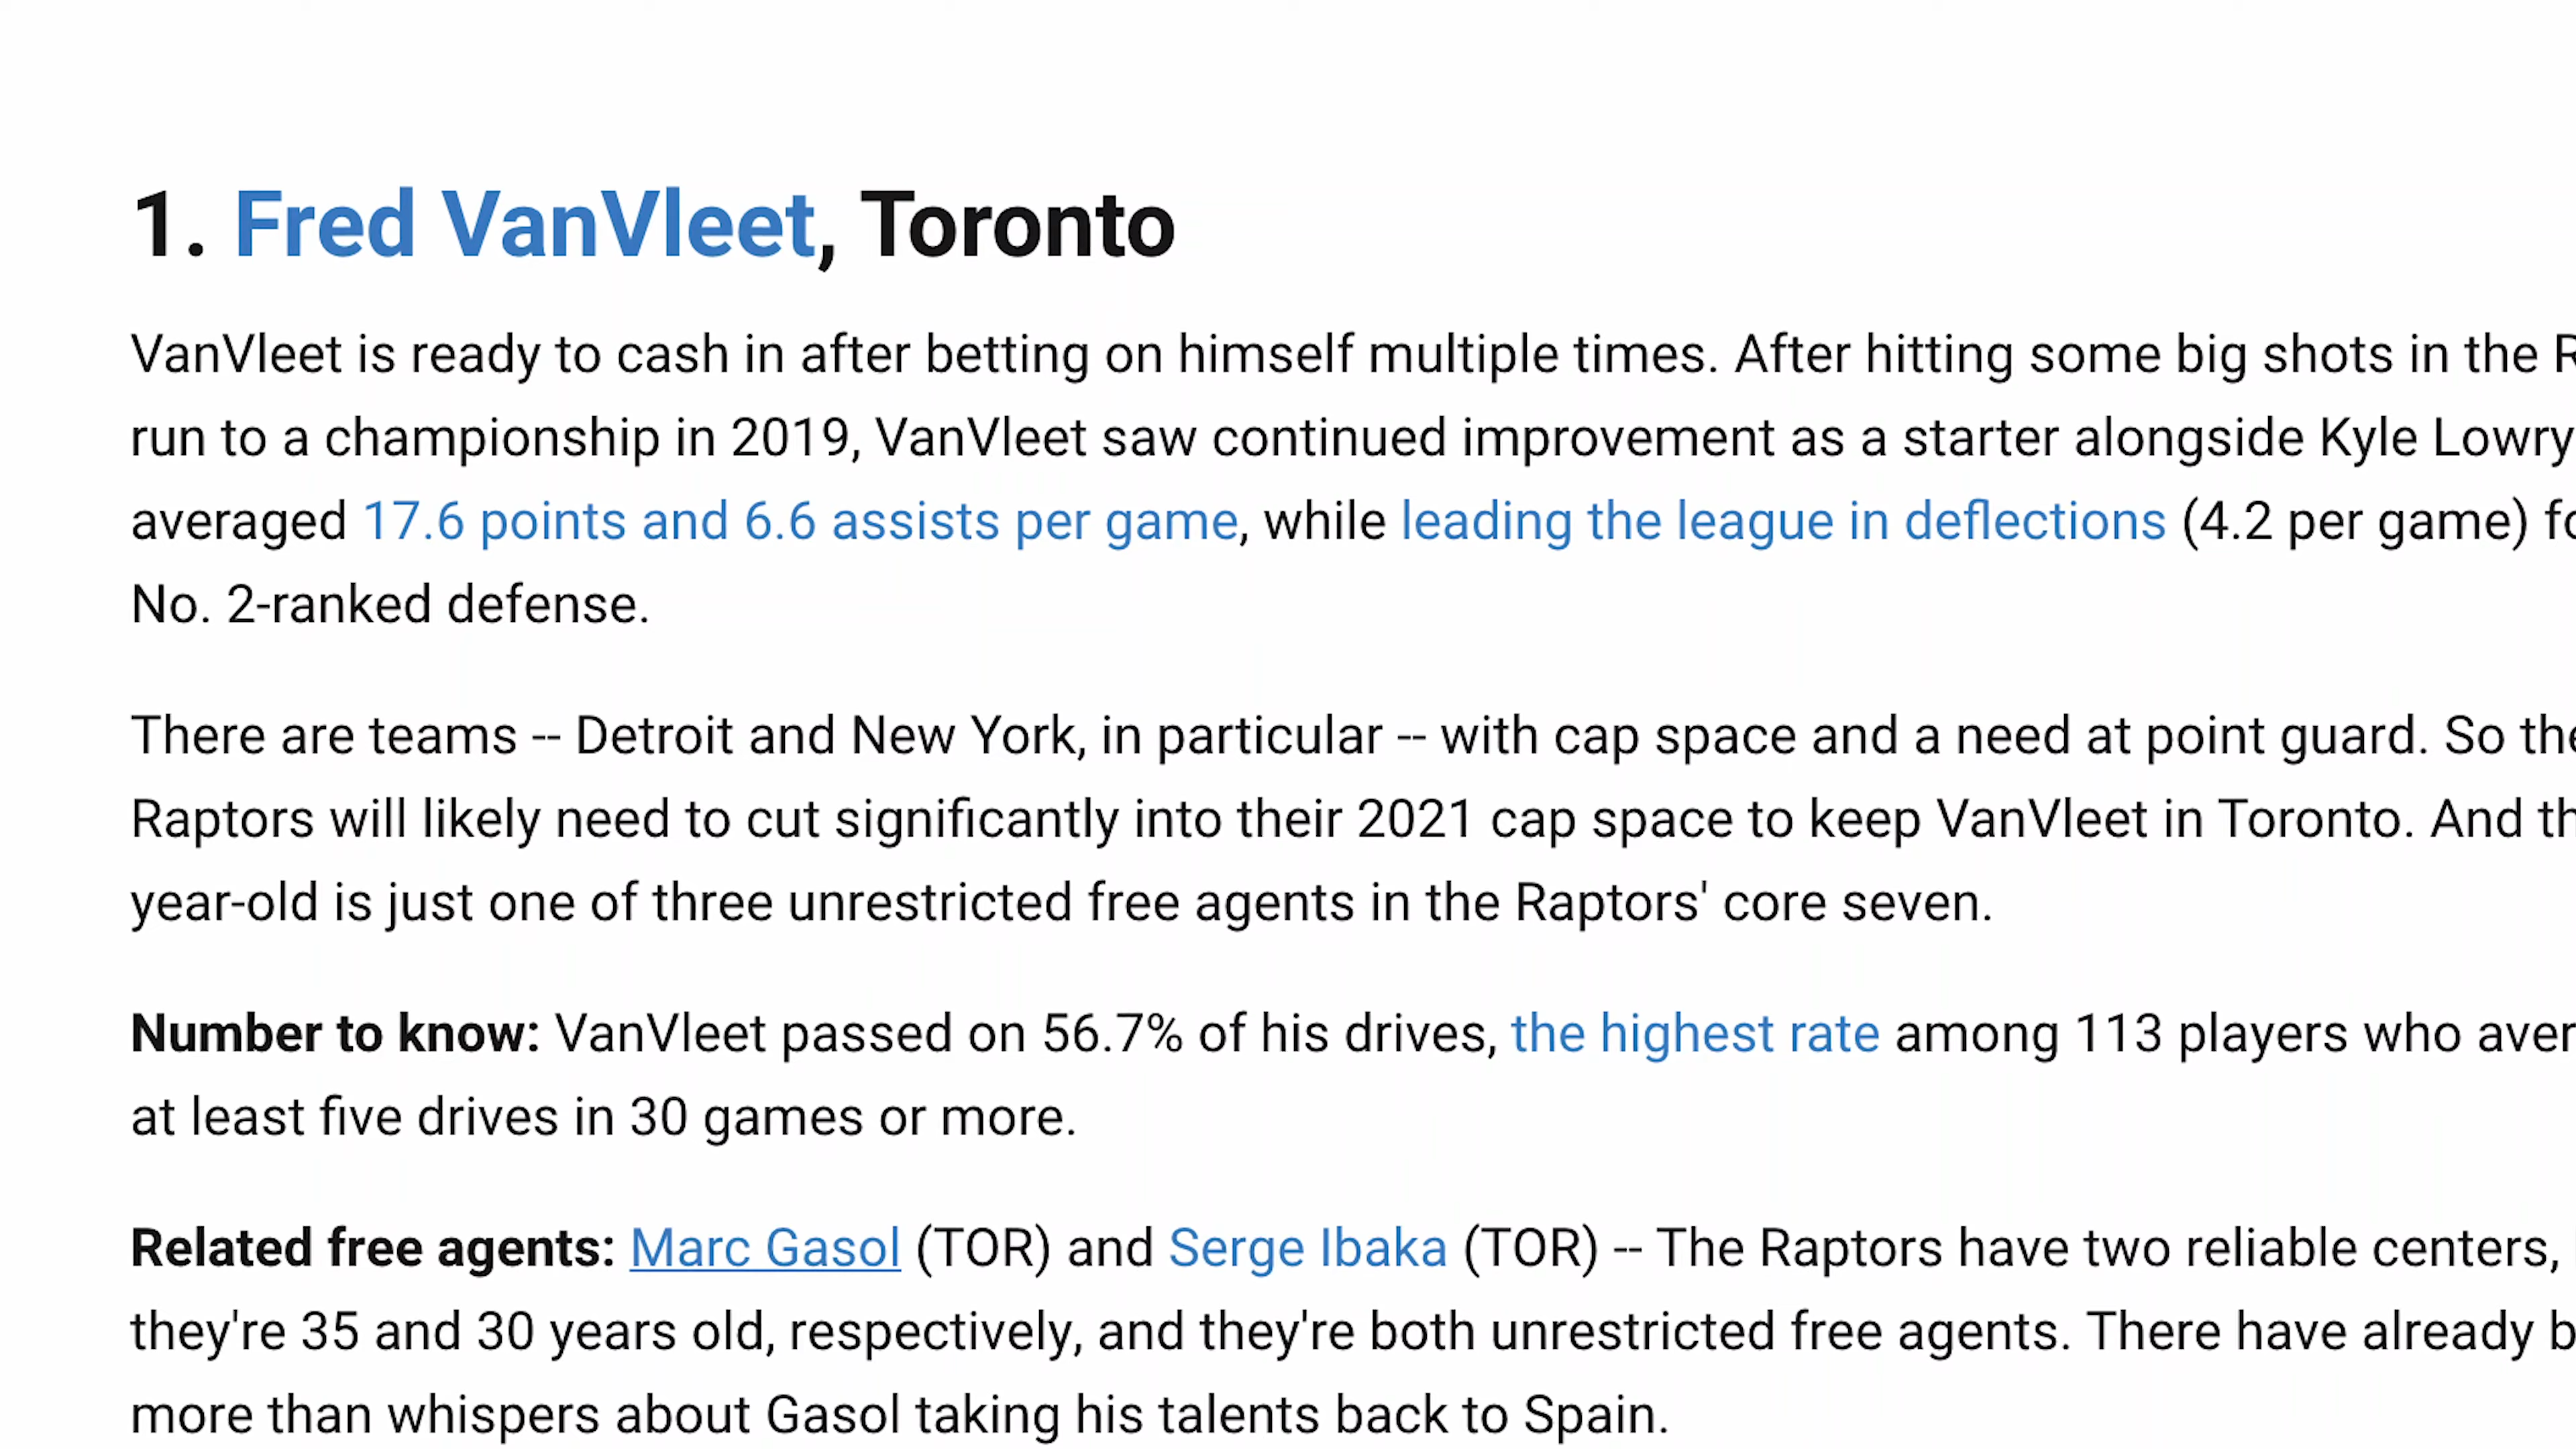 1. Fred VanVleet, Toronto
VanVleet is ready to cash in after betting on himself multiple times. After hitting some big shots in the
run to a championship in 2019, VanVleet saw continued improvement as a starter alongside Kyle Lowry
averaged 17.6 points and 6.6 assists per game, while leading the league in deflections (4.2 per game)
No. 2-ranked defense.
There are teams -- Detroit and New York, in particular -- with cap space and a need at point guard. So
Raptors will likely need to cut significantly into their 2021 cap space to keep VanVleet in Toronto. And
year-old is just one of three unrestricted free agents in the Raptors' core seven.
Number to know: VanVleet passed on 56.7% of his drives, the highest rate among 113 players who
at least five drives in 30 games or more.
Related free agents: Marc Gasol (TOR) and Serge Ibaka (TOR) -- The Raptors have two reliable centers,
they're 35 and 30 years old, respectively, and they're both unrestricted free agents. There have already
more than whispers about Gasol taking his talents back to Spain.